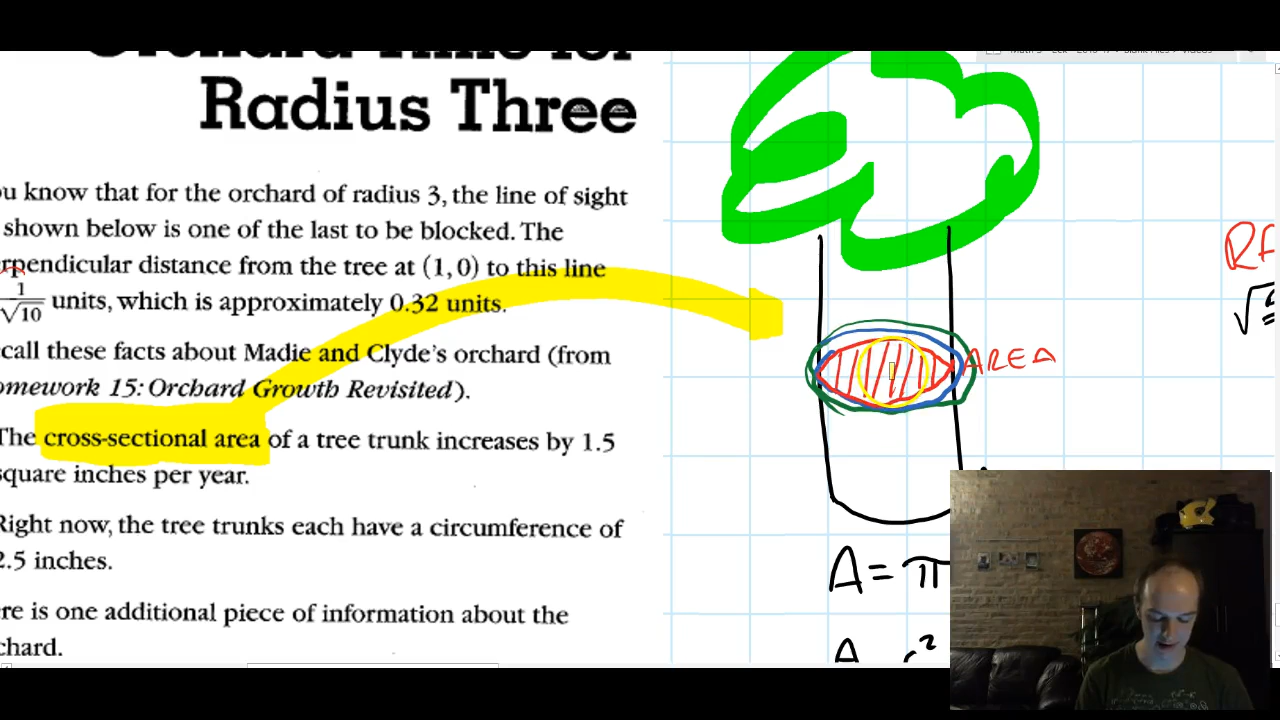 Radius Three
u know that for the orchard of radius 3, the line of sight
shown below is one of the last to be blocked. The
rpendicular distance from the tree at (1, 0) to this line
1/√10 units, which is approximately 0.32 units.
call these facts about Madie and Clyde's orchard (from
omework 15: Orchard Growth Revisited).
The cross-sectional area of a tree trunk increases by 1.5
square inches per year.
Right now, the tree trunks each have a circumference of
2.5 inches.
re is one additional piece of information about the
chard.
AREA
A = π